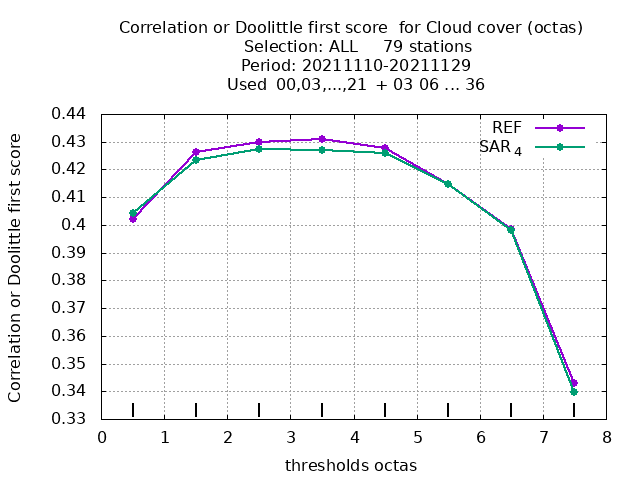 Correlation or Doolittle first score  for Cloud cover (octas)
Selection: ALL     79 stations
Period: 20211110-20211129
Used  00,03,...,21  + 03 06 ... 36
Correlation or Doolittle first score
0.44
0.43
0.42
0.41
0.4
0.39
0.38
0.37
0.36
0.35
0.34
0.33
REF
SAR 4
0 1 2 3 4 5 6 7 8
thresholds octas